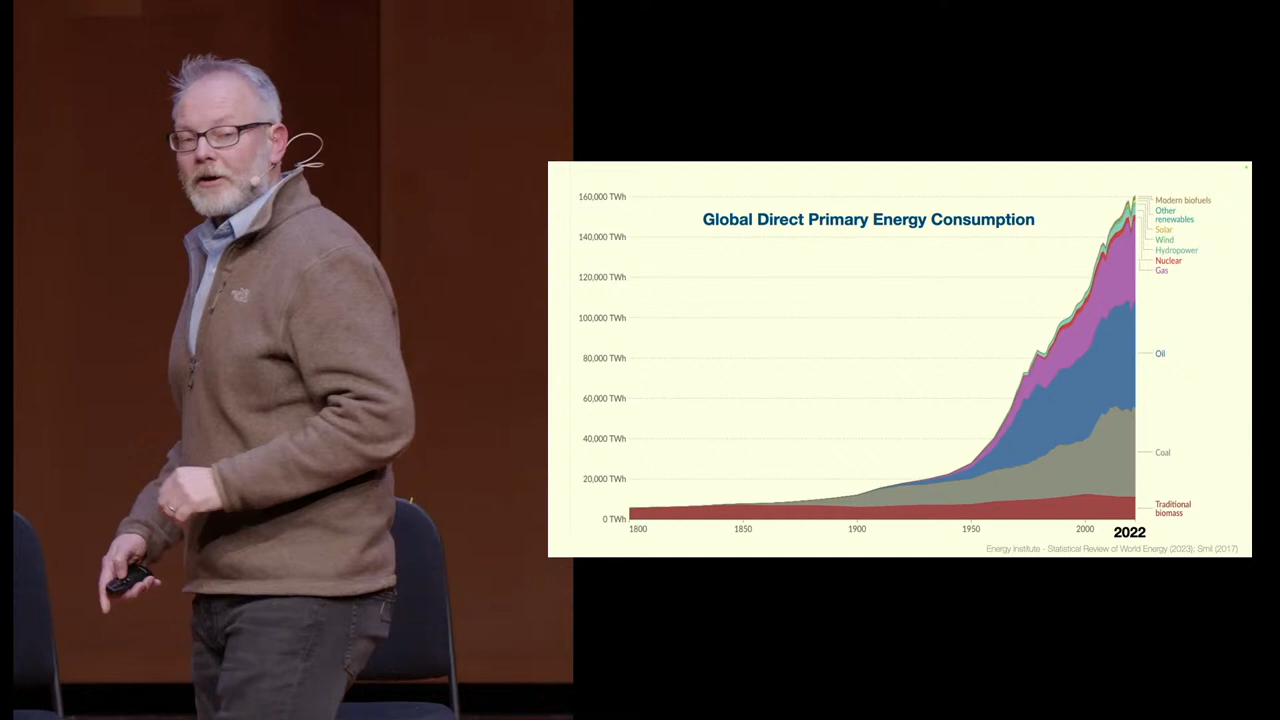 Global Direct Primary Energy Consumption
160,000 TWh
140,000 TWh
120,000 TWh
100,000 TWh
80,000 TWh
60,000 TWh
40,000 TWh
20,000 TWh
0 TWh
1800
1850
1900
1950
2000
2022
Modern biofuels
Other
renewables
Solar
Wind
Hydropower
Nuclear
Gas
Oil
Coal
Traditional
biomass
Energy Institute - Statistical Review of World Energy (2023); Smil (2017)